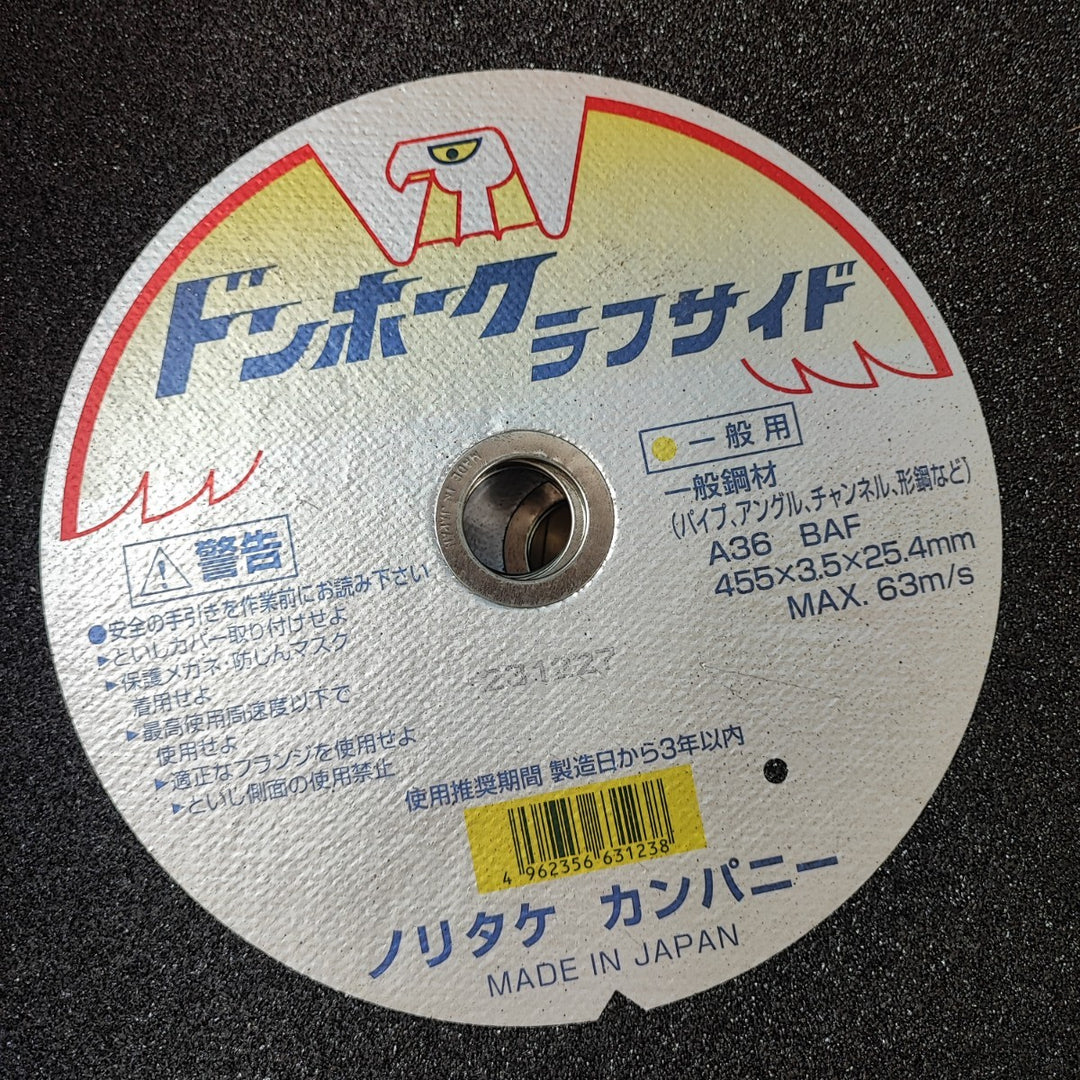 ドンホーク ラフサイド
一般用
一般鋼材
(パイプ、アングル、チャンネル、形鋼など)
A36 BAF
455×3.5×25.4mm
MAX. 63m/s
警告
●安全の手引きを作業前にお読み下さい
▶といしカバー取り付けせよ
▶保護メガネ・防じんマスク
着用せよ
▶最高使用周速度以下で
使用せよ
▶適正なフランジを使用せよ
▶といし側面の使用禁止
231227
使用推奨期間 製造日から3年以内
4 962356 631238
ノリタケ カンパニー
MADE IN JAPAN